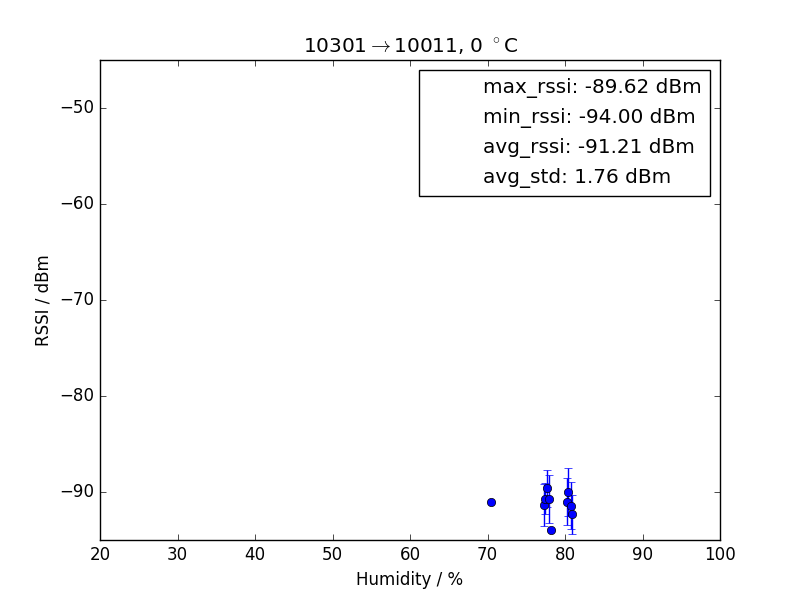 10301→10011, 0 °C
max_rssi: -89.62 dBm
min_rssi: -94.00 dBm
avg_rssi: -91.21 dBm
avg_std: 1.76 dBm
RSSI / dBm
−50
−60
−70
−80
−90
20 30 40 50 60 70 80 90 100
Humidity / %